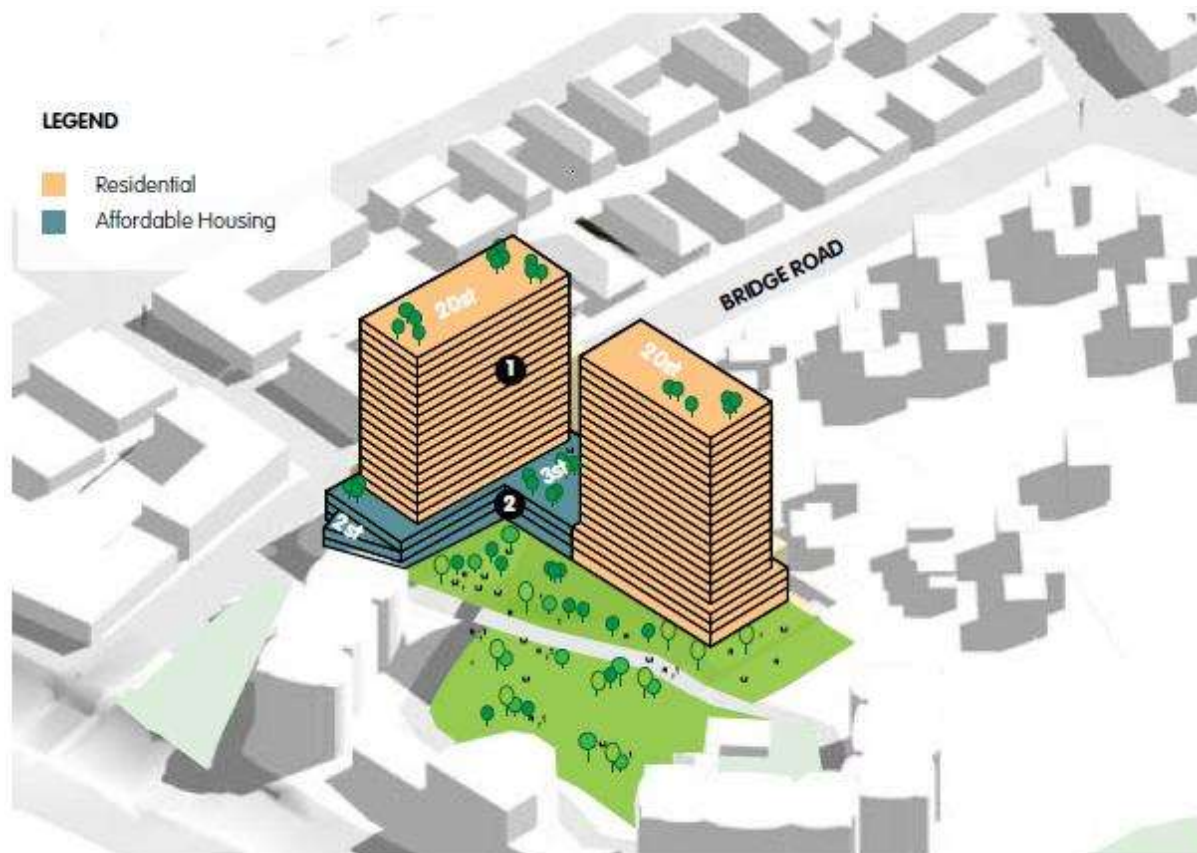 LEGEND
Residential
Affordable Housing
BRIDGE ROAD
20st
1
20st
3st
2
2st